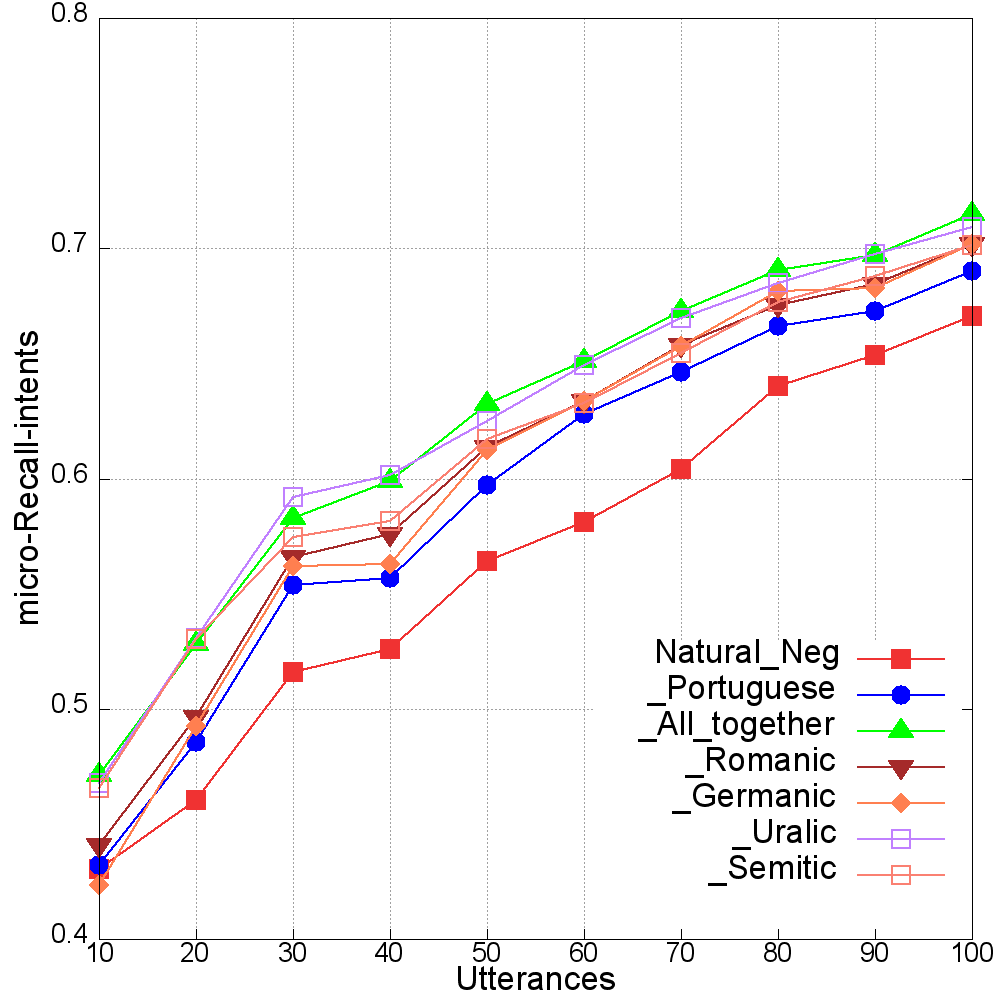 0.8
0.7
0.6
0.5
0.4
micro-Recall-intents
Natural_Neg
_Portuguese
_All_together
_Romanic
_Germanic
_Uralic
_Semitic
10 20 30 40 50 60 70 80 90 100
Utterances